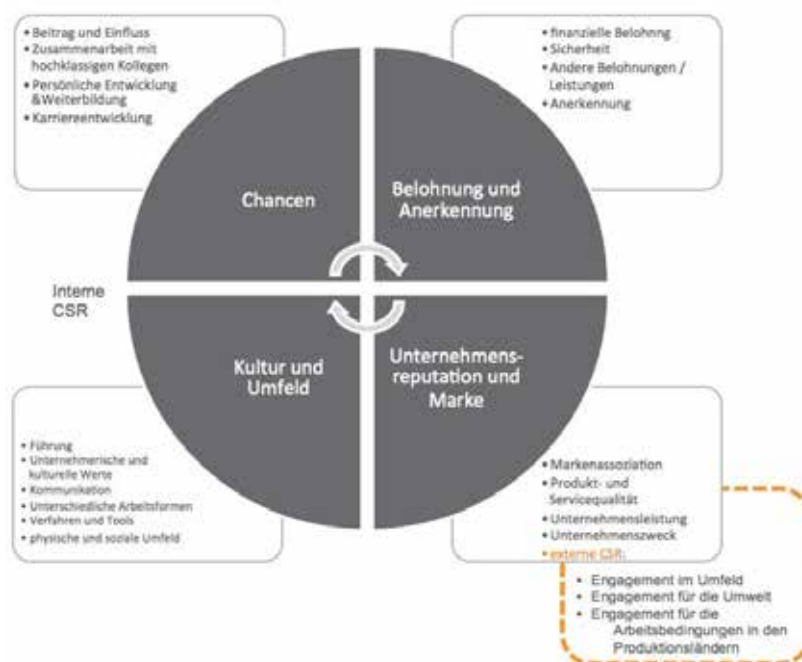 • Beitrag und Einfluss
• Zusammenarbeit mit
hochklassigen Kollegen
• Persönliche Entwicklung
&Weiterbildung
• Karriereentwicklung
• finanzielle Belohnng
• Sicherheit
• Andere Belohnungen /
Leistungen
• Anerkennung
Chancen
Belohnung und
Anerkennung
Interne
CSR
Kultur und
Umfeld
Unternehmens-
reputation und
Marke
• Führung
• Unternehmerische und
kulturelle Werte
• Kommunikation
• Unterschiedliche Arbeitsformen
• Verfahren und Tools
• physische und soziale Umfeld
• Markenassoziation
• Produkt- und
Servicequalität
• Unternehmensleistung
• Unternehmenszweck
• externe CSR:
• Engagement im Umfeld
• Engagement für die Umwelt
• Engagement für die
Arbeitsbedingungen in den
Produktionsländern